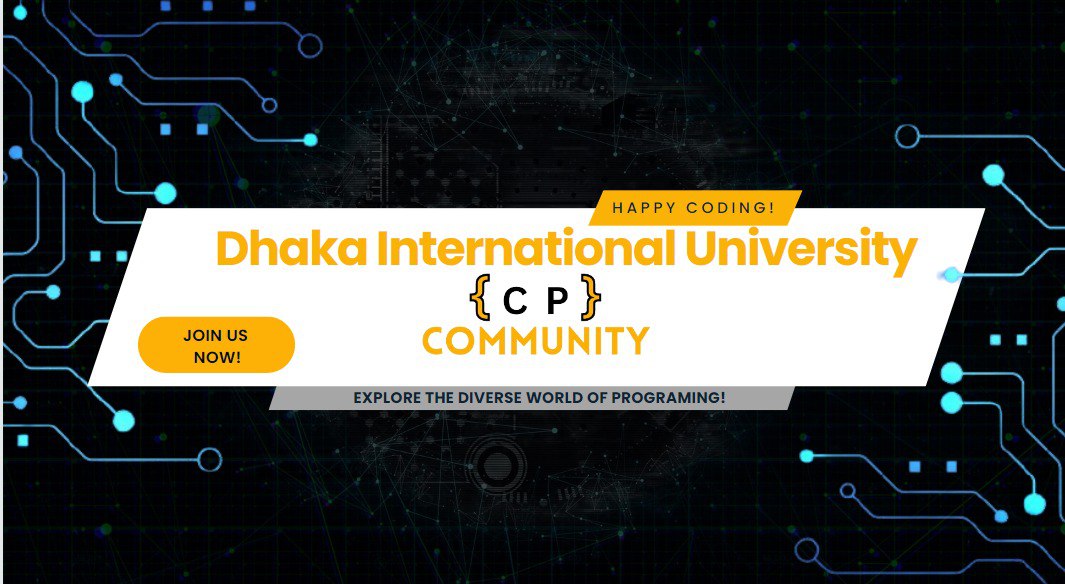 HAPPY CODING!
Dhaka International University
{ C P }
COMMUNITY
JOIN US
NOW!
EXPLORE THE DIVERSE WORLD OF PROGRAMING!